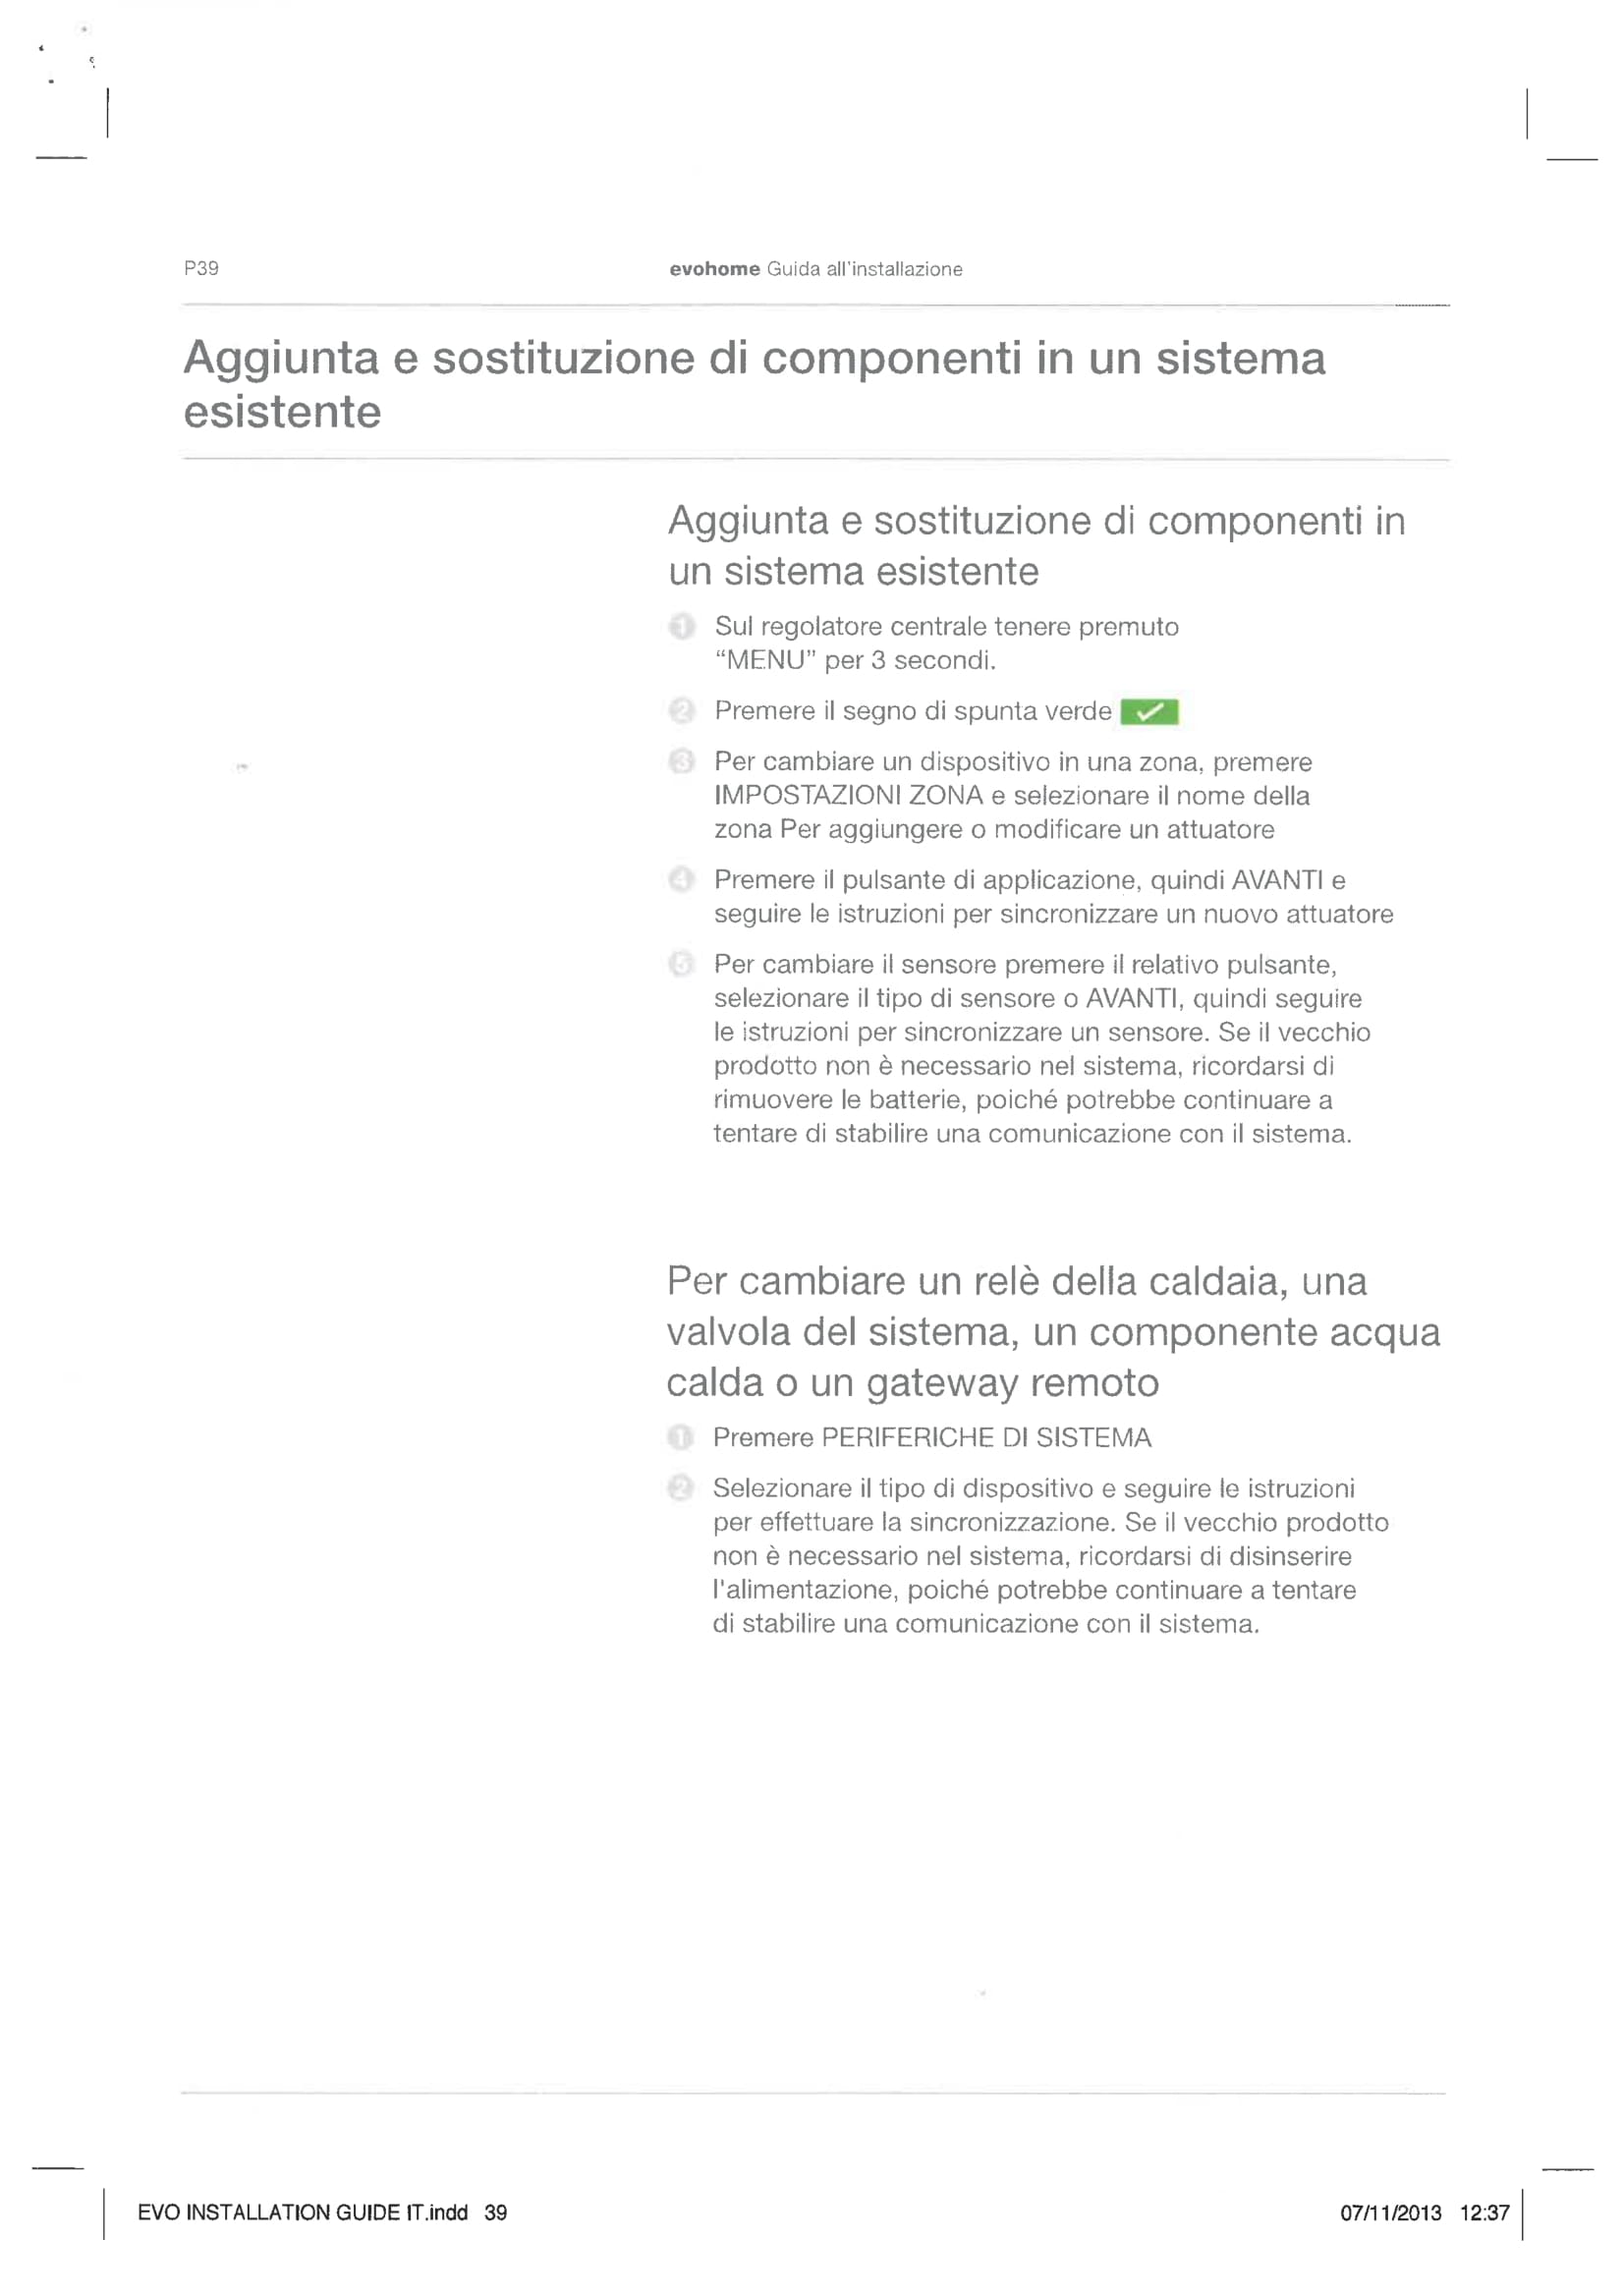 P39
evohome Guida all'installazione
Aggiunta e sostituzione di componenti in un sistema
esistente
Aggiunta e sostituzione di componenti in
un sistema esistente
1 Sul regolatore centrale tenere premuto
“MENU” per 3 secondi.
2 Premere il segno di spunta verde
3 Per cambiare un dispositivo in una zona, premere
IMPOSTAZIONI ZONA e selezionare il nome della
zona Per aggiungere o modificare un attuatore
4 Premere il pulsante di applicazione, quindi AVANTI e
seguire le istruzioni per sincronizzare un nuovo attuatore
5 Per cambiare il sensore premere il relativo pulsante,
selezionare il tipo di sensore o AVANTI, quindi seguire
le istruzioni per sincronizzare un sensore. Se il vecchio
prodotto non è necessario nel sistema, ricordarsi di
rimuovere le batterie, poiché potrebbe continuare a
tentare di stabilire una comunicazione con il sistema.
Per cambiare un relè della caldaia, una
valvola del sistema, un componente acqua
calda o un gateway remoto
1 Premere PERIFERICHE DI SISTEMA
2 Selezionare il tipo di dispositivo e seguire le istruzioni
per effettuare la sincronizzazione. Se il vecchio prodotto
non è necessario nel sistema, ricordarsi di disinserire
l'alimentazione, poiché potrebbe continuare a tentare
di stabilire una comunicazione con il sistema.
EVO INSTALLATION GUIDE IT.indd 39
07/11/2013 12:37